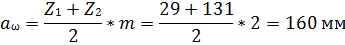 a_ω = (Z₁ + Z₂)/2 * m = (29 + 131)/2 * 2 = 160 мм